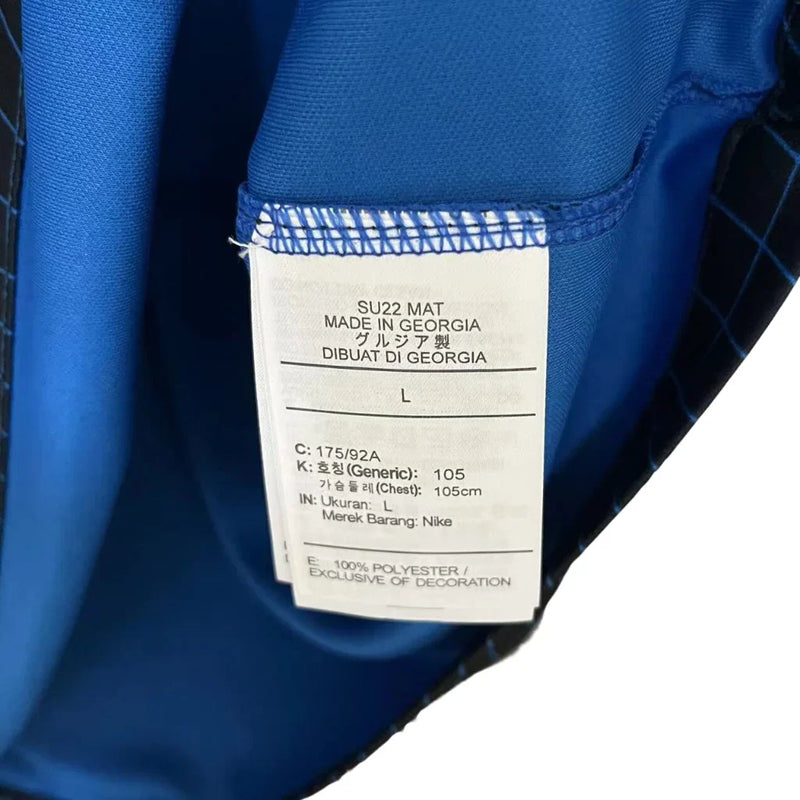 SU22 MAT
MADE IN GEORGIA
グルジア製
DIBUAT DI GEORGIA
L
C: 175/92A
K: 호칭(Generic): 105
가슴둘레(Chest): 105cm
IN: Ukuran: L
Merek Barang: Nike
E: 100% POLYESTER /
EXCLUSIVE OF DECORATION